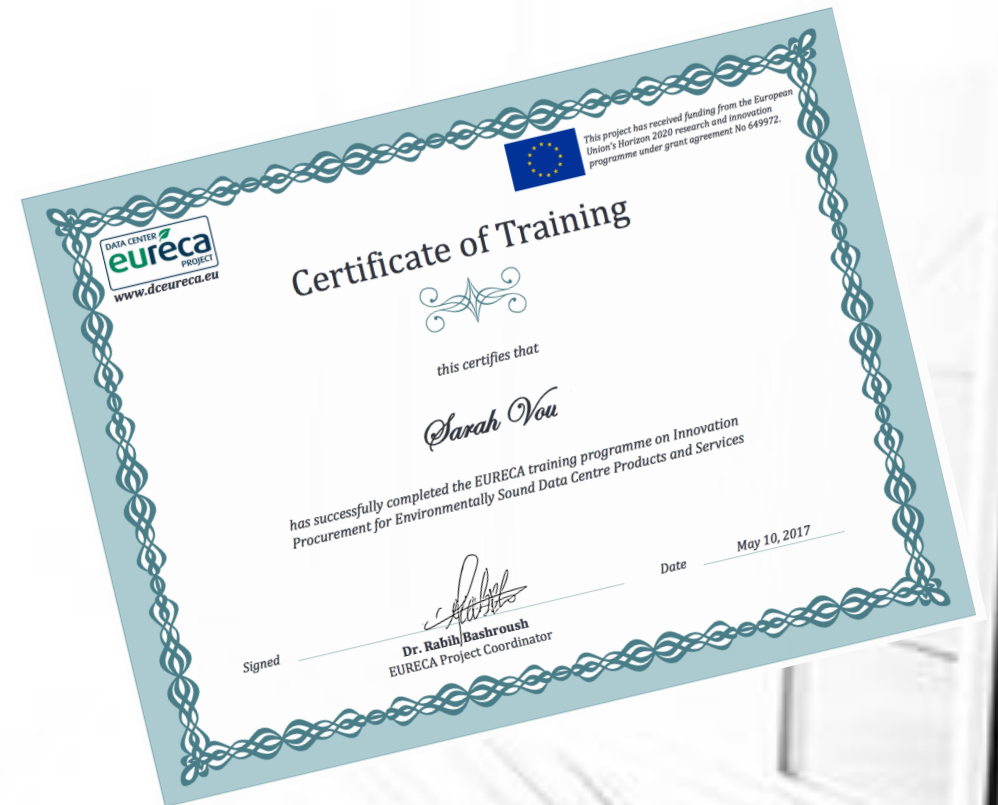 This project has received funding from the European
Union's Horizon 2020 research and innovation
programme under grant agreement No 649972.
DATA CENTER
eureca
PROJECT
www.dceureca.eu
Certificate of Training
this certifies that
Sarah Vou
has successfully completed the EURECA training programme on Innovation
Procurement for Environmentally Sound Data Centre Products and Services
Signed
Dr. Rabih Bashroush
EURECA Project Coordinator
Date
May 10, 2017